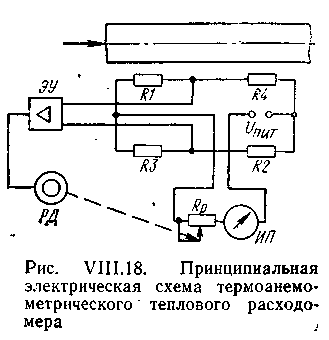 ЭУ
R1
R4
Uпит
R3
R2
РД
Rр
ИП
Рис. VIII.18. Принципиальная
электрическая схема термоанемо-
метрического теплового расходо-
мера